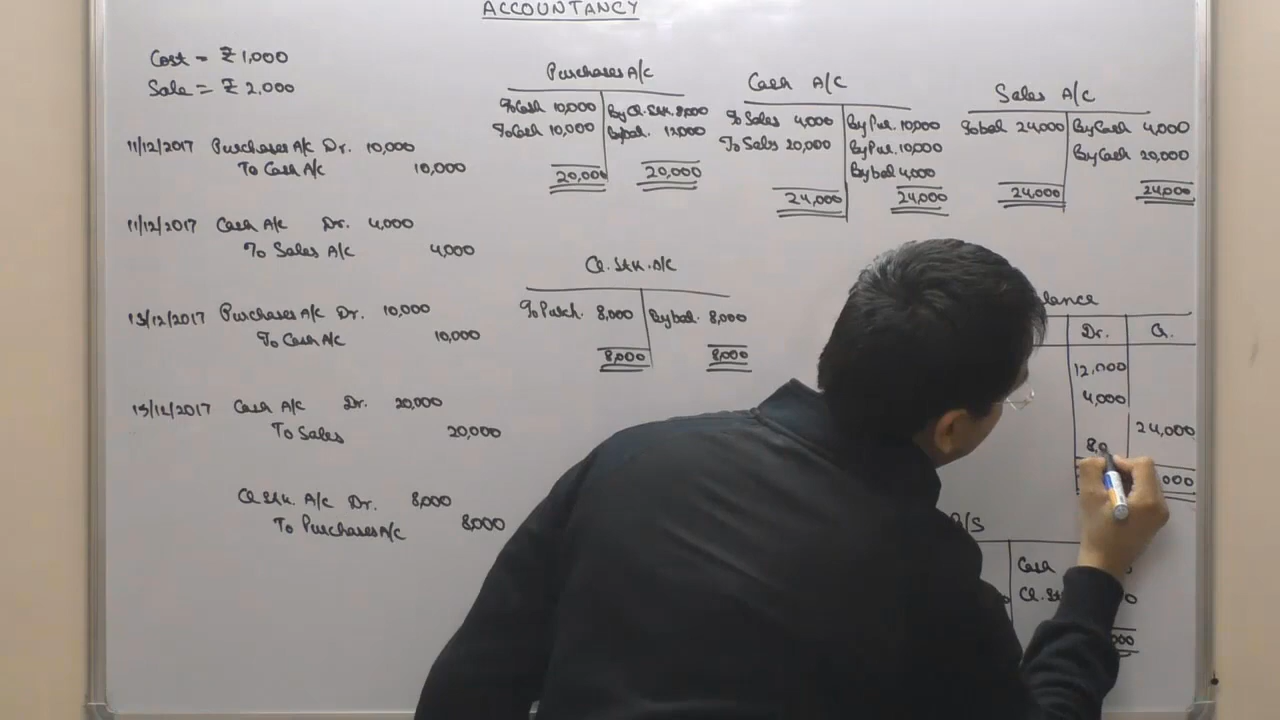 ACCOUNTANCY
Cost = ₹ 1,000
Sale = ₹ 2,000
11/12/2017 Purchases A/c Dr. 10,000
To Cash A/c 10,000
11/12/2017 Cash A/c Dr. 4,000
To Sales A/c 4,000
13/12/2017 Purchases A/c Dr. 10,000
To Cash A/c 10,000
15/12/2017 Cash A/c Dr. 20,000
To Sales 20,000
Cl. Stk. A/c Dr. 8,000
To Purchases A/c 8,000
Purchases A/c
To Cash 10,000 By Cl. Stk. 8,000
To Cash 10,000 By bal. 12,000
20,000 20,000
Cash A/C
To Sales 4,000 By Pur. 10,000
To Sales 20,000 By Pur. 10,000
By bal 4,000
24,000 24,000
Sales A/C
To bal 24,000 By Cash 4,000
By Cash 20,000
24,000 24,000
Cl. Stk. A/c
To Purch. 8,000 By bal. 8,000
8,000 8,000
lance
Dr. Cr.
12,000
4,000
24,000
8,0
000
B/S
Cash
Cl. St
0
000